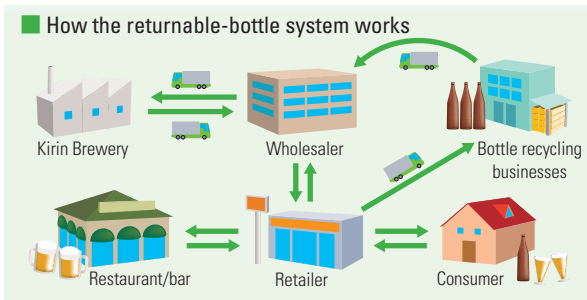 How the returnable-bottle system works
Kirin Brewery
Wholesaler
Bottle recycling
businesses
Restaurant/bar
Retailer
Consumer